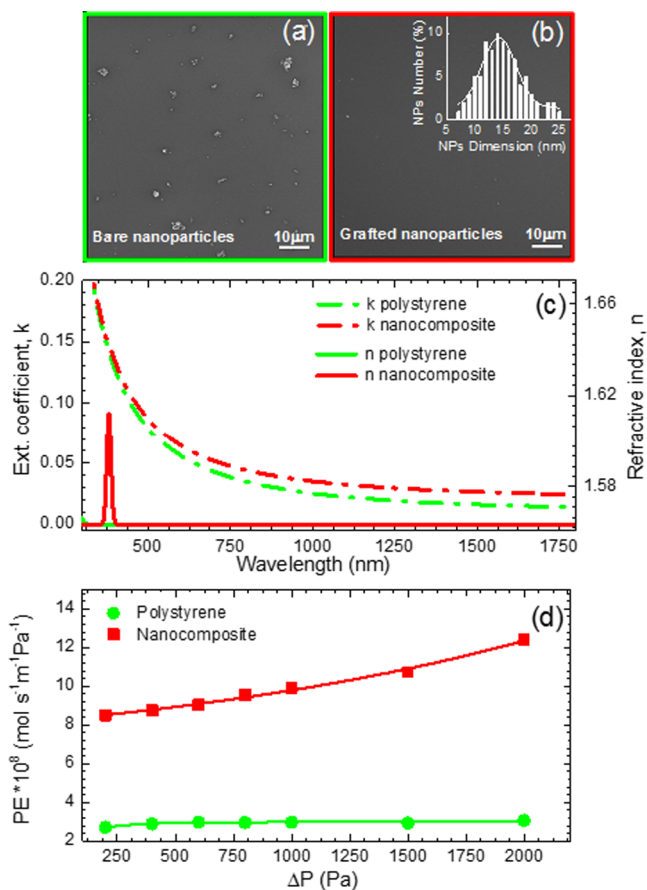 (a)
Bare nanoparticles
10μm
(b)
NPs Number (%)
10
5
0
5 10 15 20 25
NPs Dimension (nm)
Grafted nanoparticles
10μm
(c)
Ext. coefficient, k
0.20
0.15
0.10
0.05
0.00
k polystyrene
k nanocomposite
n polystyrene
n nanocomposite
1.66
1.62
1.58
Refractive index, n
500 750 1000 1250 1500 1750
Wavelength (nm)
(d)
PE *10⁸ (mol s⁻¹m⁻¹Pa⁻¹)
14
12
10
8
6
4
2
Polystyrene
Nanocomposite
250 500 750 1000 1250 1500 1750 2000
ΔP (Pa)